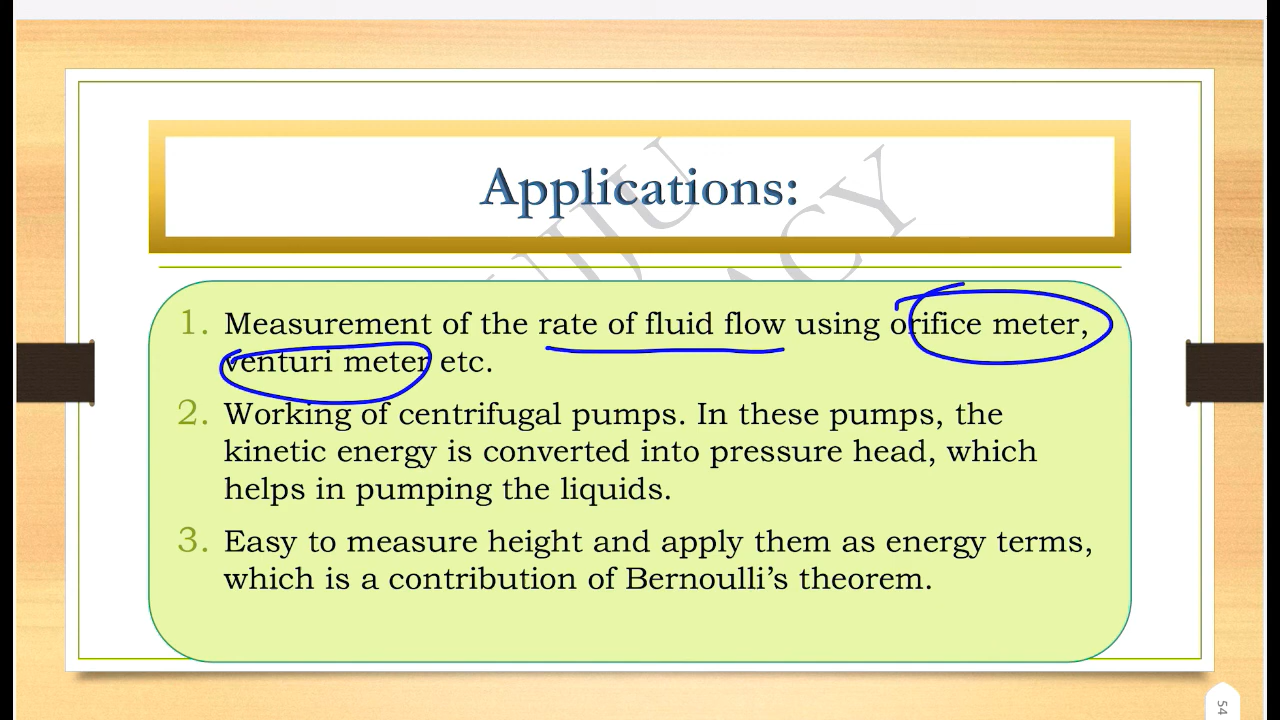 Applications:
1. Measurement of the rate of fluid flow using orifice meter,
venturi meter etc.
2. Working of centrifugal pumps. In these pumps, the
kinetic energy is converted into pressure head, which
helps in pumping the liquids.
3. Easy to measure height and apply them as energy terms,
which is a contribution of Bernoulli’s theorem.
54